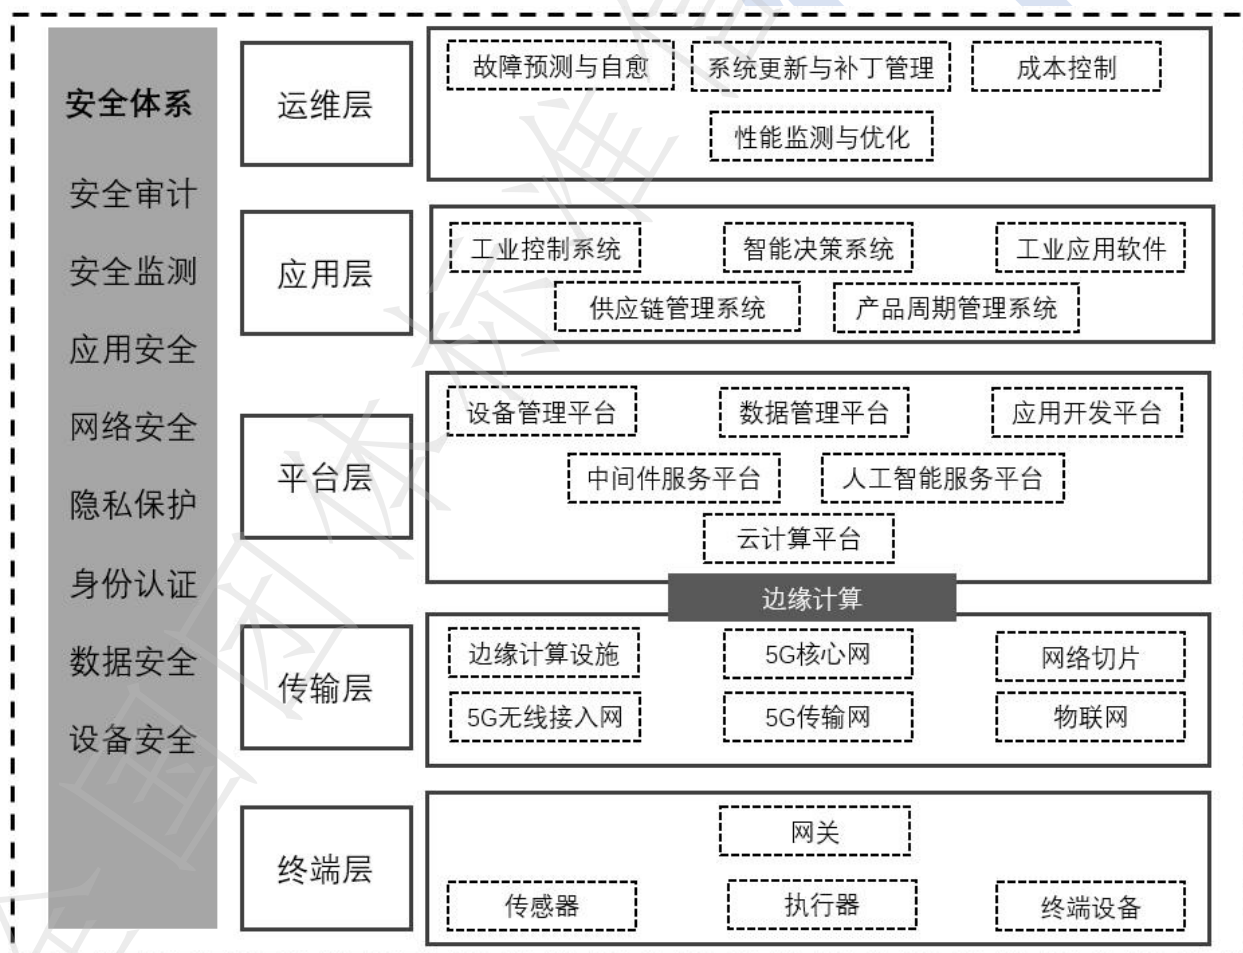 安全体系
安全审计
安全监测
应用安全
网络安全
隐私保护
身份认证
数据安全
设备安全
运维层
故障预测与自愈
系统更新与补丁管理
成本控制
性能监测与优化
应用层
工业控制系统
智能决策系统
工业应用软件
供应链管理系统
产品周期管理系统
平台层
设备管理平台
数据管理平台
应用开发平台
中间件服务平台
人工智能服务平台
云计算平台
边缘计算
传输层
边缘计算设施
5G核心网
网络切片
5G无线接入网
5G传输网
物联网
终端层
网关
传感器
执行器
终端设备